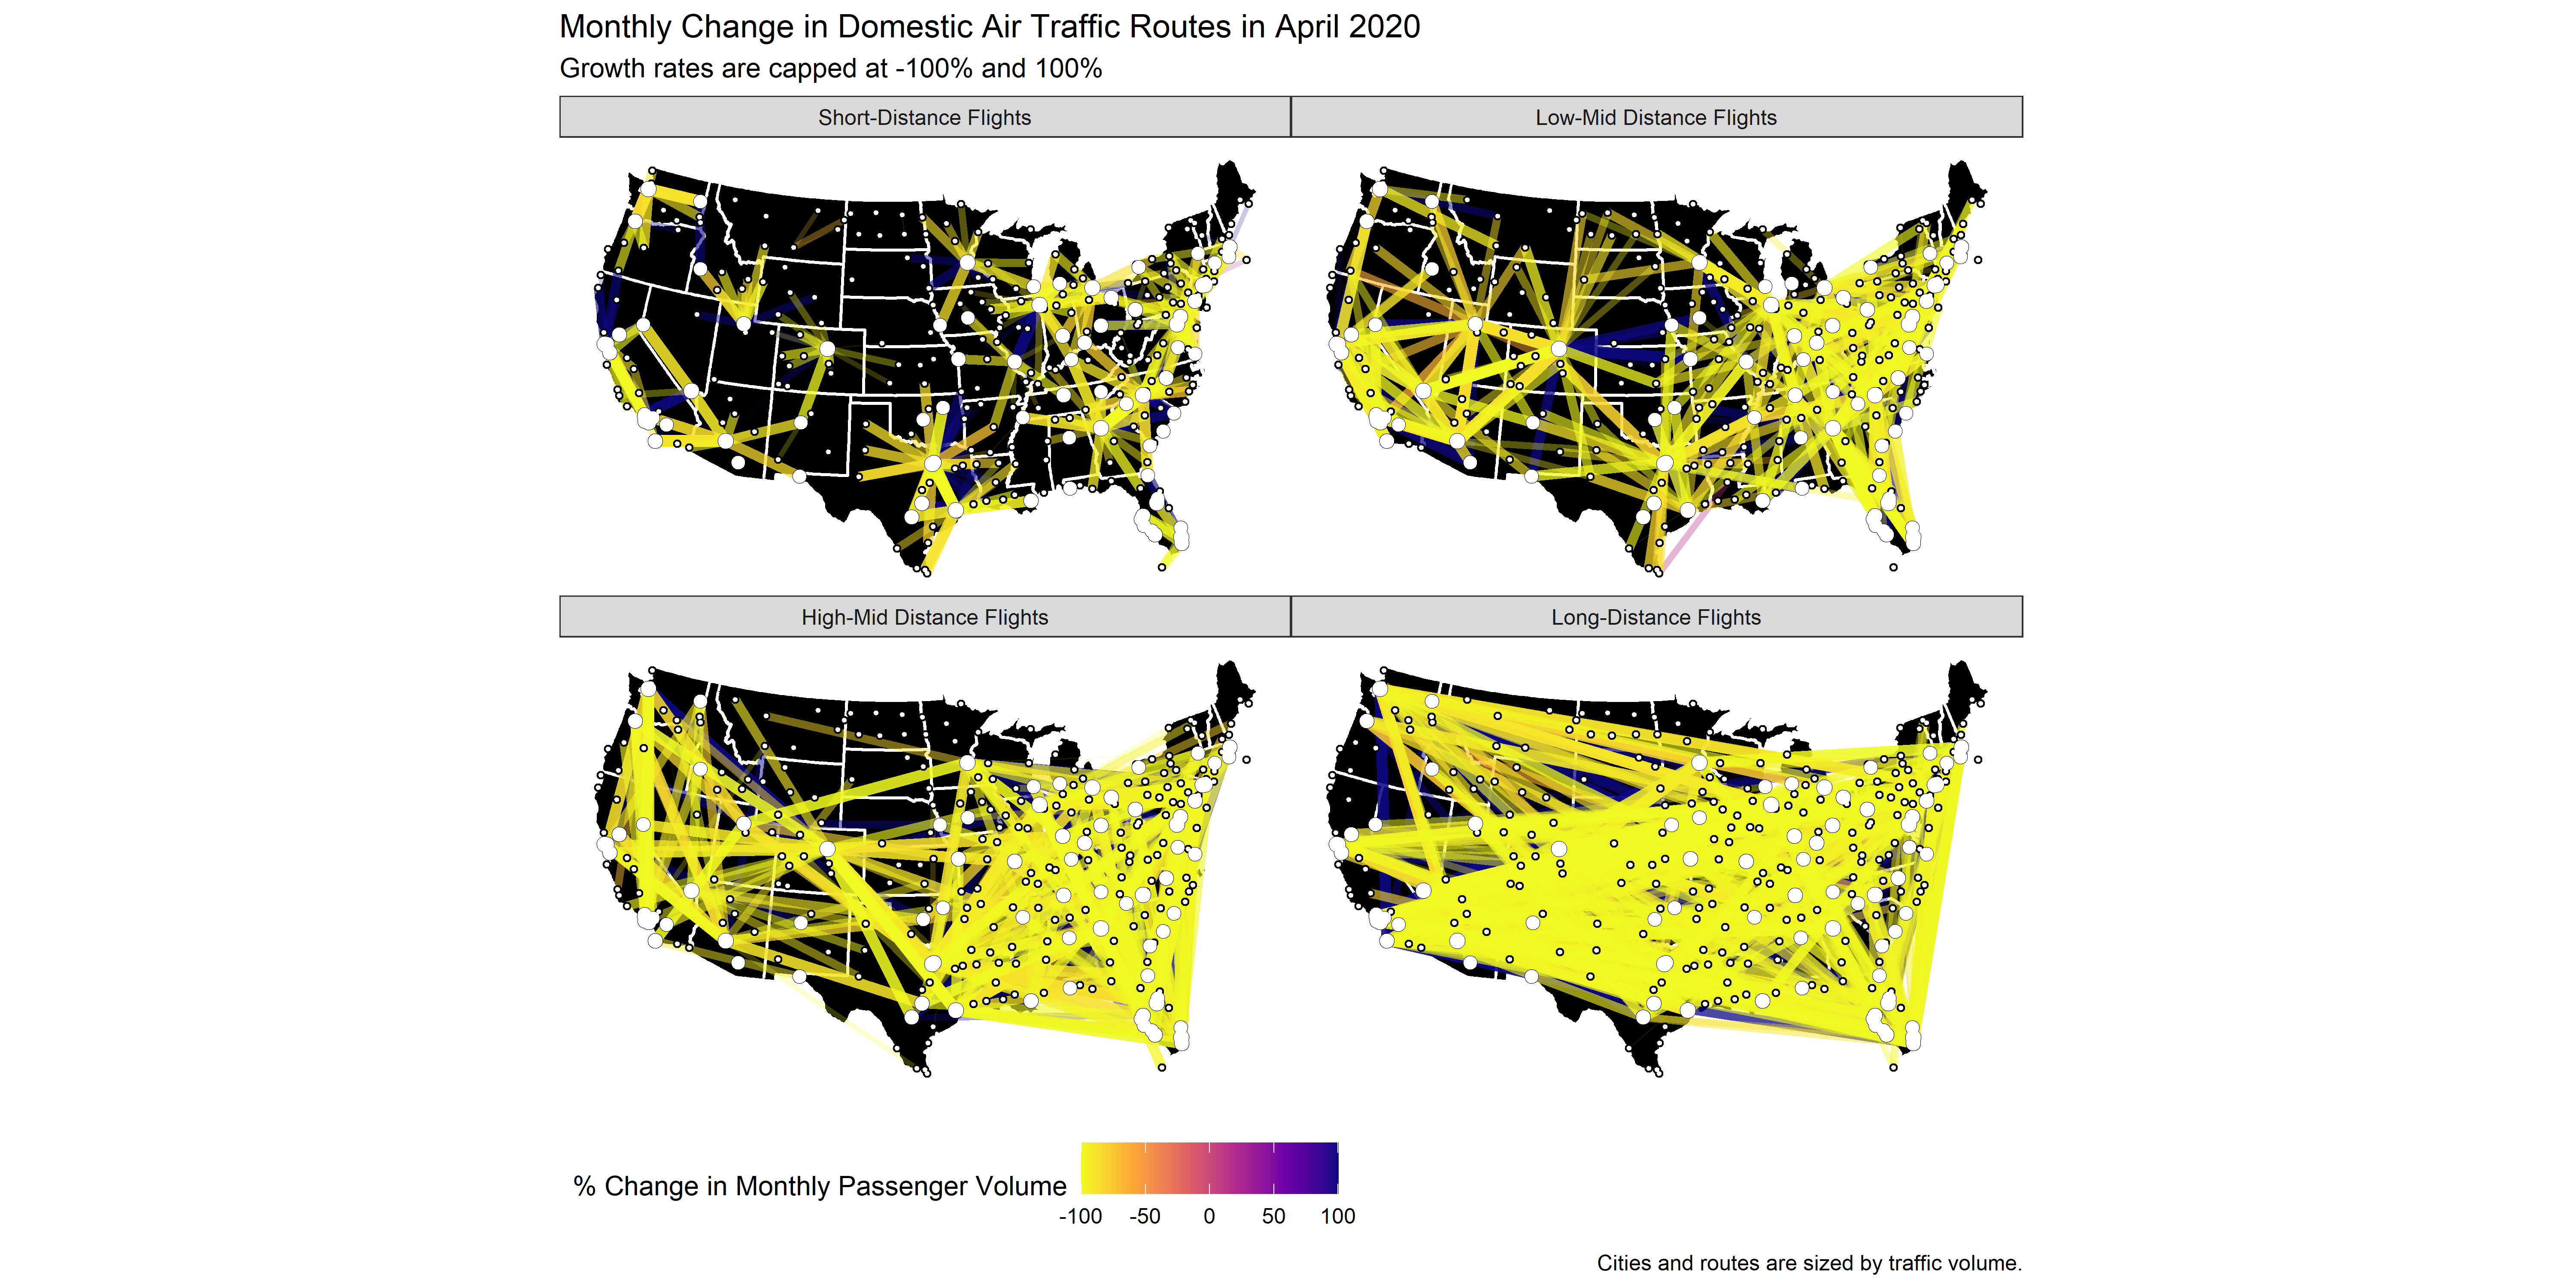 Monthly Change in Domestic Air Traffic Routes in April 2020
Growth rates are capped at -100% and 100%
Short-Distance Flights
Low-Mid Distance Flights
High-Mid Distance Flights
Long-Distance Flights
% Change in Monthly Passenger Volume
-100 -50 0 50 100
Cities and routes are sized by traffic volume.